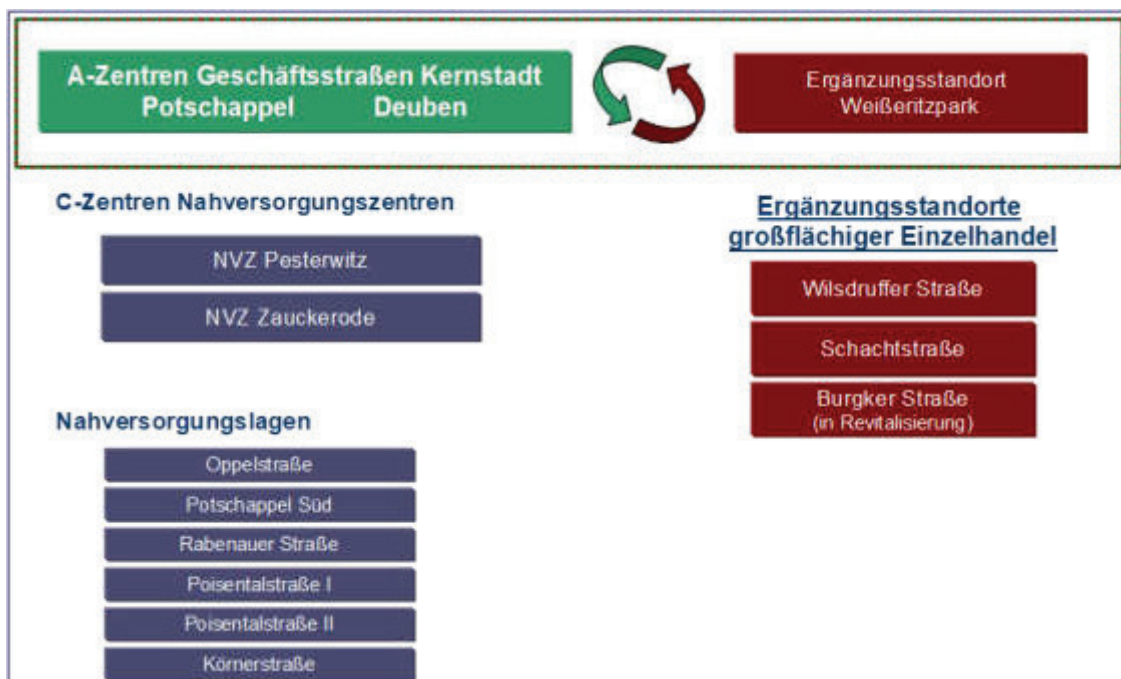 A-Zentren Geschäftsstraßen Kernstadt
Potschappel Deuben
Ergänzungsstandort
Weißeritzpark
C-Zentren Nahversorgungszentren
NVZ Pesterwitz
NVZ Zauckerode
Nahversorgungslagen
Oppelstraße
Potschappel Süd
Rabenauer Straße
Poisentalstraße I
Poisentalstraße II
Körnerstraße
Ergänzungsstandorte
großflächiger Einzelhandel
Wilsdruffer Straße
Schachtstraße
Burgker Straße
(in Revitalisierung)